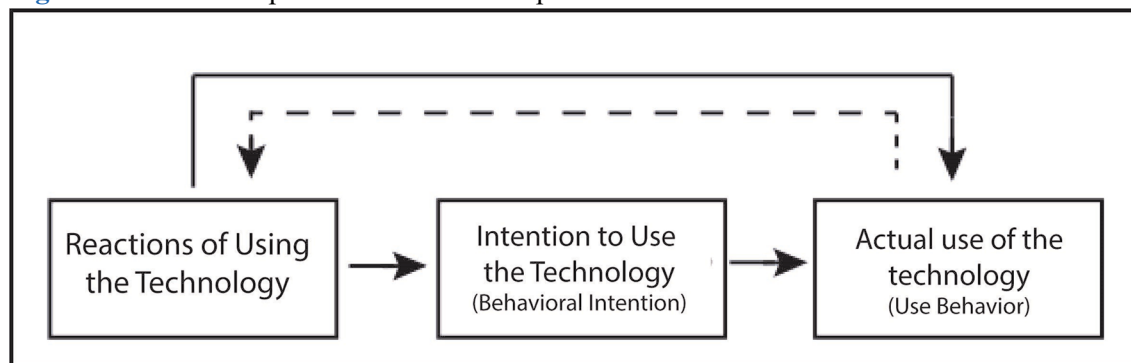 Reactions of Using
the Technology
Intention to Use
the Technology
(Behavioral Intention)
Actual use of the
technology
(Use Behavior)